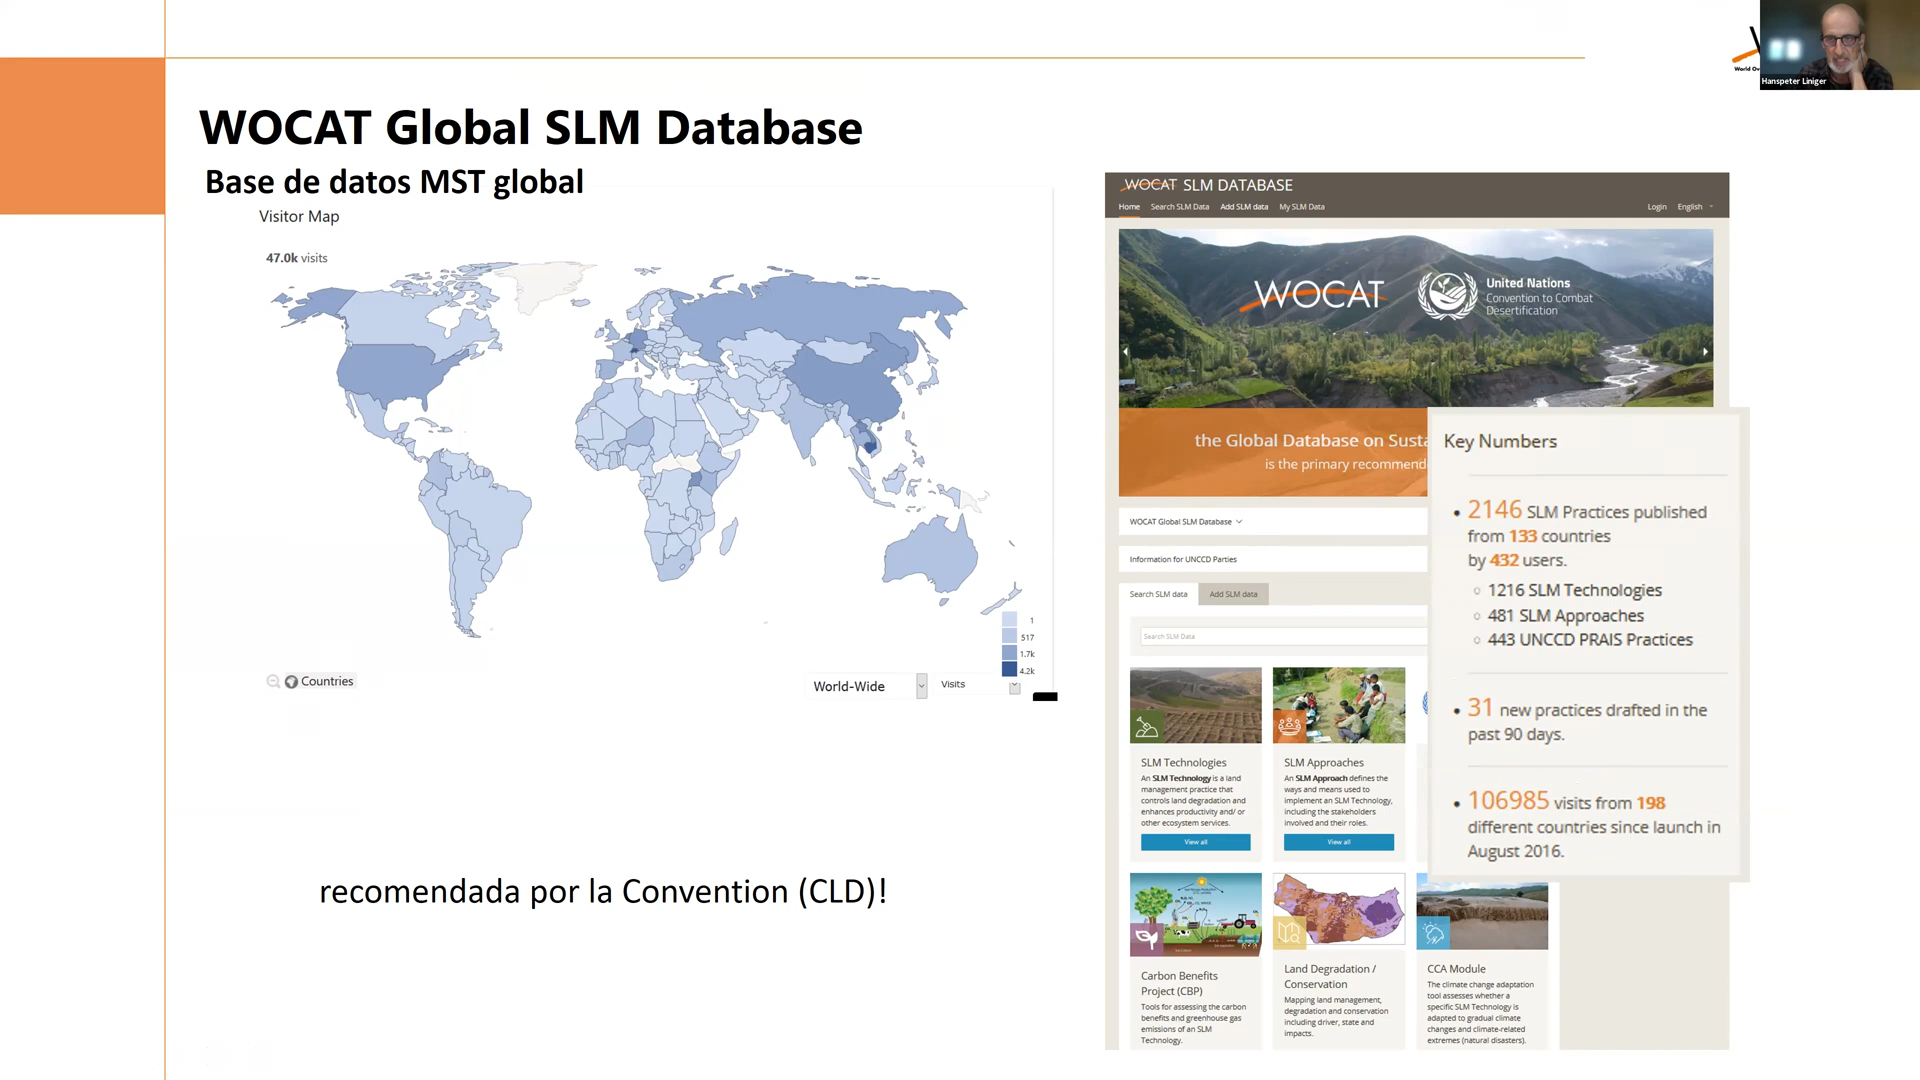 WOCAT Global SLM Database
Base de datos MST global
Visitor Map
47.0k visits
1
517
1.7k
4.2k
Countries
World-Wide
Visits
recomendada por la Convention (CLD)!
World Ov
Hanspeter Liniger
WOCAT SLM DATABASE
Home
Search SLM Data
Add SLM data
My SLM Data
Login
English
WOCAT
United Nations
Convention to Combat
Desertification
the Global Database on Susta
is the primary recommend
WOCAT Global SLM Database
Information for UNCCD Parties
Search SLM data
Add SLM data
Search SLM Data
SLM Technologies
An SLM Technology is a land
management practice that
controls land degradation and
enhances productivity and/ or
other ecosystem services.
View all
SLM Approaches
An SLM Approach defines the
ways and means used to
implement an SLM Technology,
including the stakeholders
involved and their roles.
View all
Carbon Benefits
Project (CBP)
Tools for assessing the carbon
benefits and greenhouse gas
emissions of an SLM
Technology.
Land Degradation /
Conservation
Mapping land management,
degradation and conservation
including driver, state and
impacts.
CCA Module
The climate change adaptation
tool assesses whether a
specific SLM Technology is
adapted to gradual climate
changes and climate-related
extremes (natural disasters).
Key Numbers
• 2146 SLM Practices published
from 133 countries
by 432 users.
○ 1216 SLM Technologies
○ 481 SLM Approaches
○ 443 UNCCD PRAIS Practices
• 31 new practices drafted in the
past 90 days.
• 106985 visits from 198
different countries since launch in
August 2016.